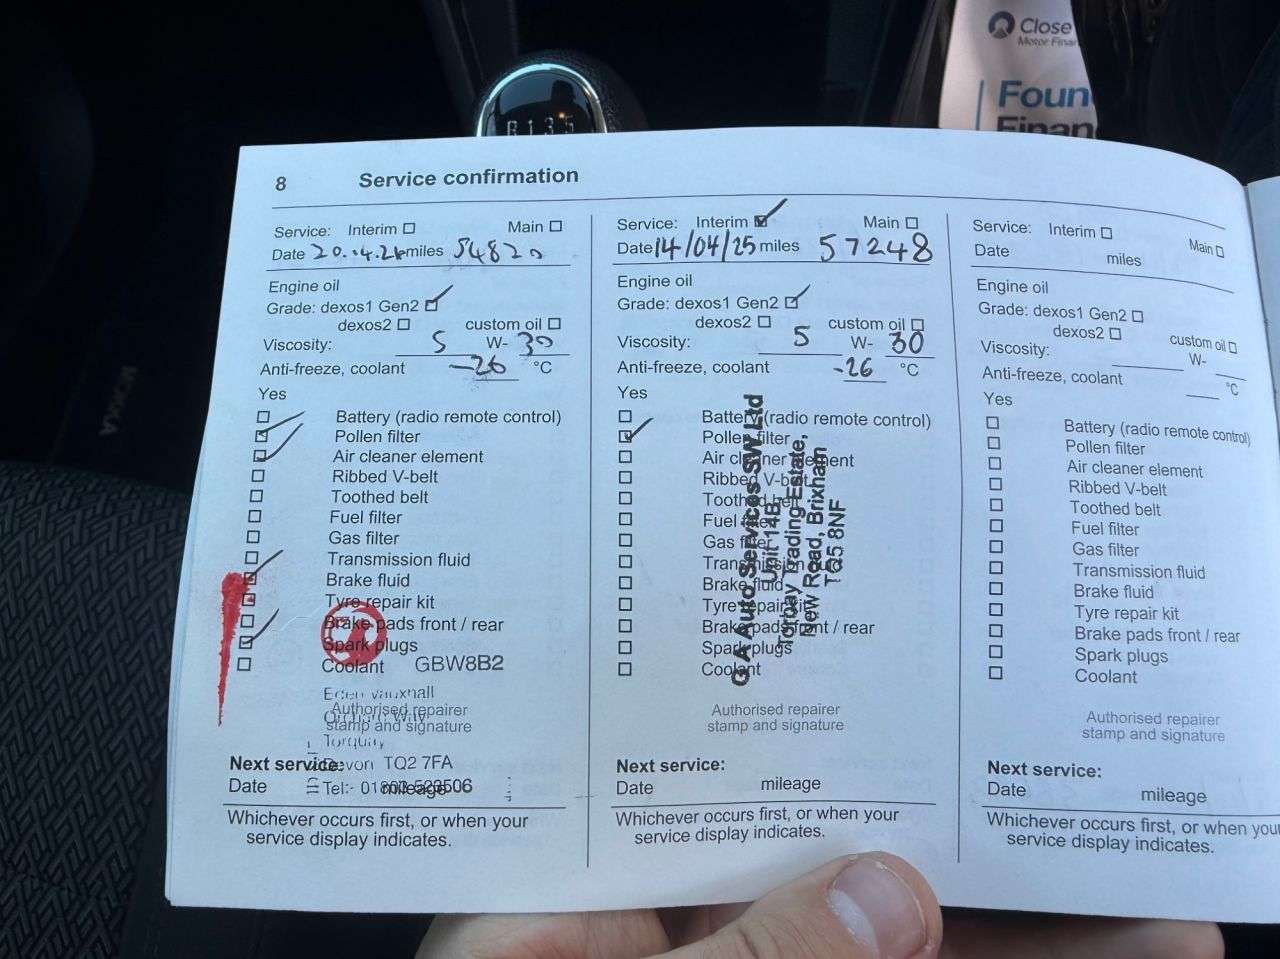 Close
Motor Finan
Foun
Finan
R 1 3 5
MOKKA
8 Service confirmation
Service: Interim Main
Date miles 54820
Engine oil
Grade: dexos1 Gen2
dexos2 custom oil
Viscosity: 5 W- 30
Anti-freeze, coolant -26 °C
Yes
Battery (radio remote control)
Pollen filter
Air cleaner element
Ribbed V-belt
Toothed belt
Fuel filter
Gas filter
Transmission fluid
Brake fluid
Tyre repair kit
Brake pads front / rear
Spark plugs
Coolant GBW8B2
Eden Vauxhall
Authorised repairer
stamp and signature
Torquay
Next service: Devon TQ2 7FA
Date Tel:- mileage
Whichever occurs first, or when your
service display indicates.
Service: Interim Main
Date 14/04/25 miles 57248
Engine oil
Grade: dexos1 Gen2
dexos2 custom oil
Viscosity: 5 W- 30
Anti-freeze, coolant -26 °C
Yes
Battery (radio remote control)
Pollen filter
Air cleaner element
Ribbed V-belt
Toothed belt
Fuel filter
Gas filter
Transmission fluid
Brake fluid
Tyre repair kit
Brake pads front / rear
Spark plugs
Coolant
G A Auto Services SW Ltd
Unit 14B
Torbay Trading Estate,
New Road, Brixham
TQ5 8NF
Authorised repairer
stamp and signature
Next service:
Date mileage
Whichever occurs first, or when your
service display indicates.
Service: Interim Main
Date miles
Engine oil
Grade: dexos1 Gen2
dexos2 custom oil
Viscosity: W-
Anti-freeze, coolant °C
Yes
Battery (radio remote control)
Pollen filter
Air cleaner element
Ribbed V-belt
Toothed belt
Fuel filter
Gas filter
Transmission fluid
Brake fluid
Tyre repair kit
Brake pads front / rear
Spark plugs
Coolant
Authorised repairer
stamp and signature
Next service:
Date mileage
Whichever occurs first, or when you
service display indicates.